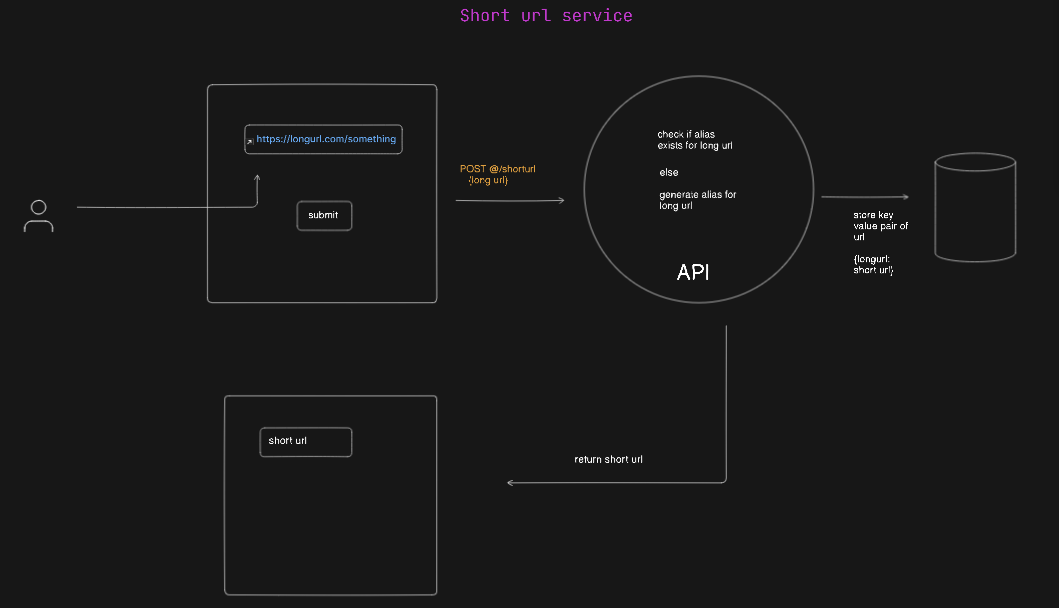 Short url service
https://longurl.com/something
submit
POST @/shorturl
{long url}
check if alias
exists for long url
else
generate alias for
long url
API
store key
value pair of
url
{longurl:
short url}
short url
return short url